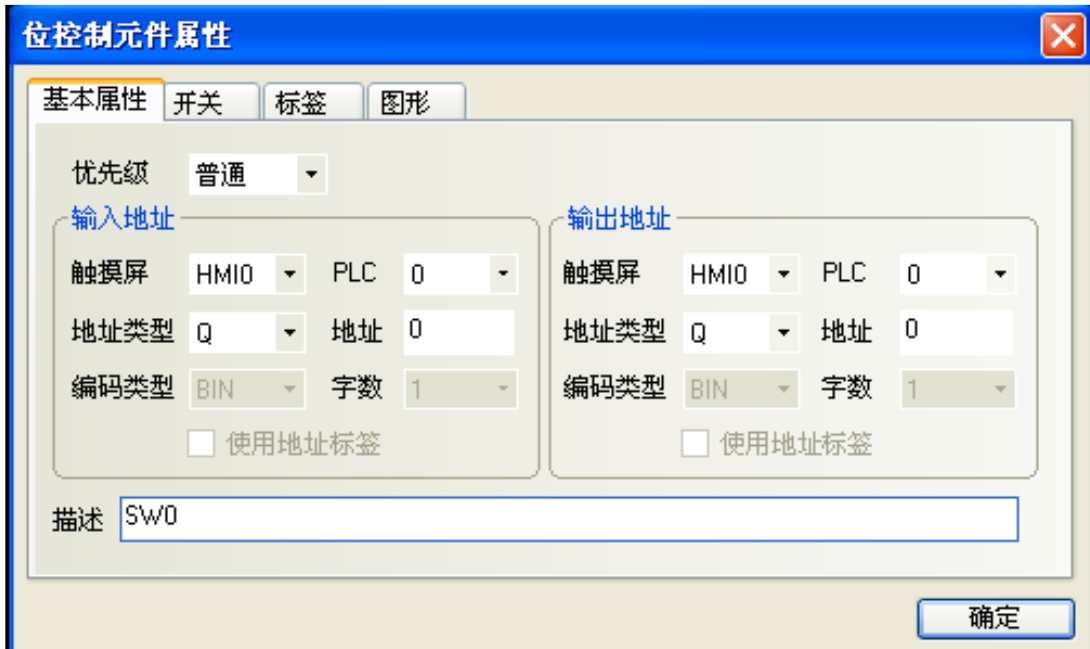 位控制元件属性
基本属性 开关 标签 图形
优先级 普通
输入地址 输出地址
触摸屏 HMI0 PLC 0 触摸屏 HMI0 PLC 0
地址类型 Q 地址 0 地址类型 Q 地址 0
编码类型 BIN 字数 1 编码类型 BIN 字数 1
使用地址标签 使用地址标签
描述 SW0
确定